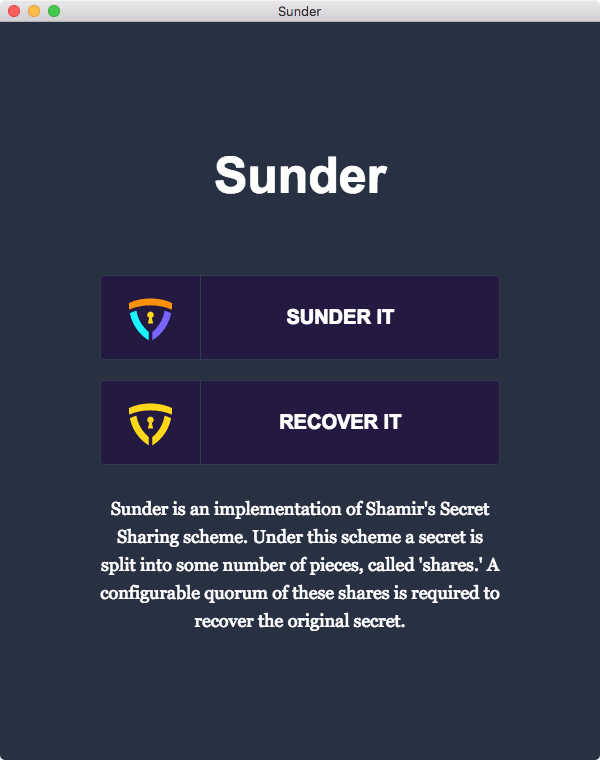 Sunder
Sunder
SUNDER IT
RECOVER IT
Sunder is an implementation of Shamir's Secret
Sharing scheme. Under this scheme a secret is
split into some number of pieces, called 'shares.' A
configurable quorum of these shares is required to
recover the original secret.